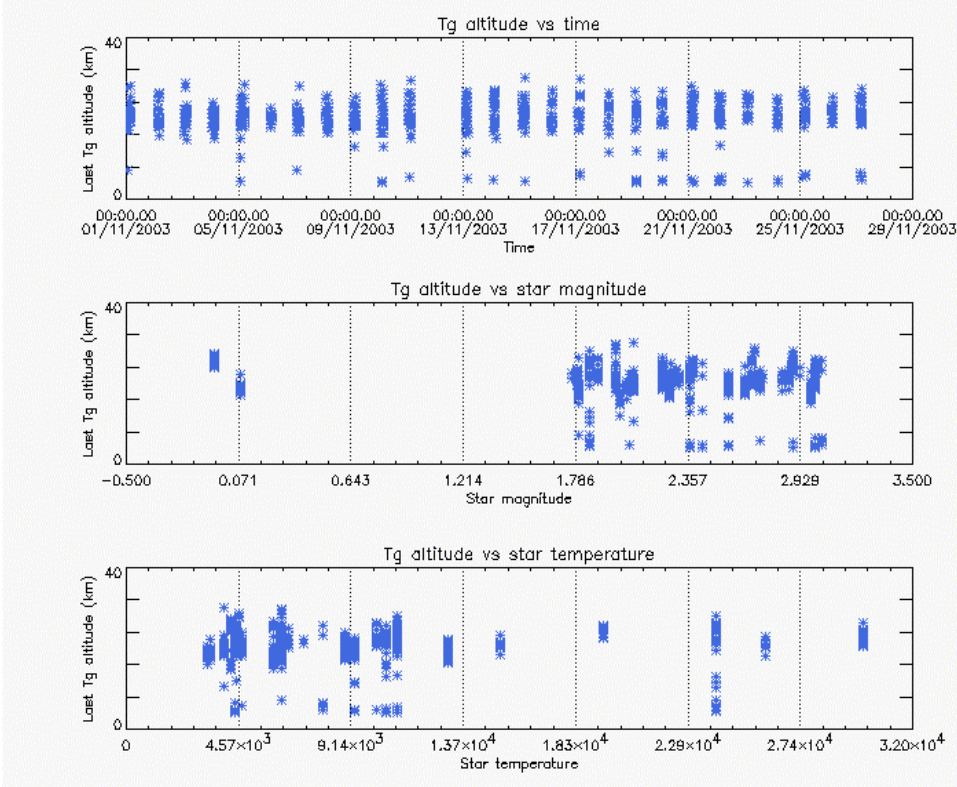 Tg altitude vs time
40
Last Tg altitude (km)
0
00:00.00 00:00.00 00:00.00 00:00.00 00:00.00 00:00.00 00:00.00 00:00.00
01/11/2003 05/11/2003 09/11/2003 13/11/2003 17/11/2003 21/11/2003 25/11/2003 29/11/2003
Time
Tg altitude vs star magnitude
40
Last Tg altitude (km)
0
-0.500 0.071 0.643 1.214 1.786 2.357 2.929 3.500
Star magnitude
Tg altitude vs star temperature
40
Last Tg altitude (km)
0
0 4.57×10³ 9.14×10³ 1.37×10⁴ 1.83×10⁴ 2.29×10⁴ 2.74×10⁴ 3.20×10⁴
Star temperature